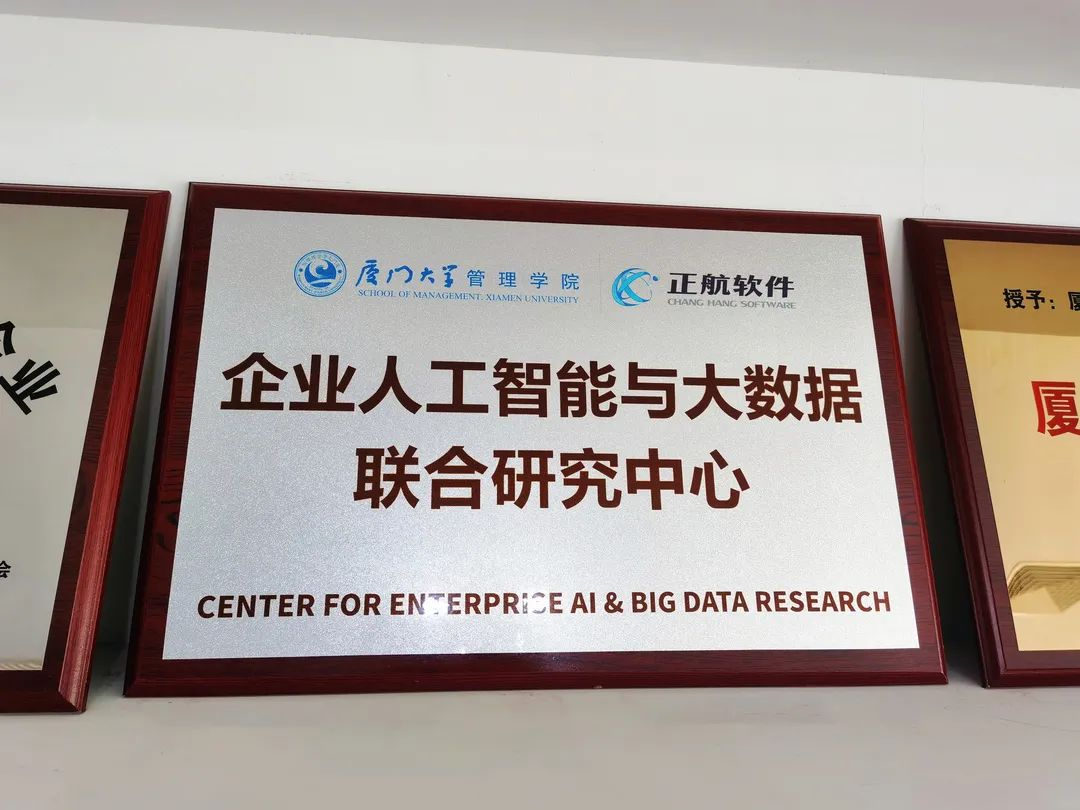 厦门大学管理学院
SCHOOL OF MANAGEMENT, XIAMEN UNIVERSITY
正航软件
CHANG HANG SOFTWARE
企业人工智能与大数据
联合研究中心
CENTER FOR ENTERPRISE AI & BIG DATA RESEARCH
会
授予：厦
厦